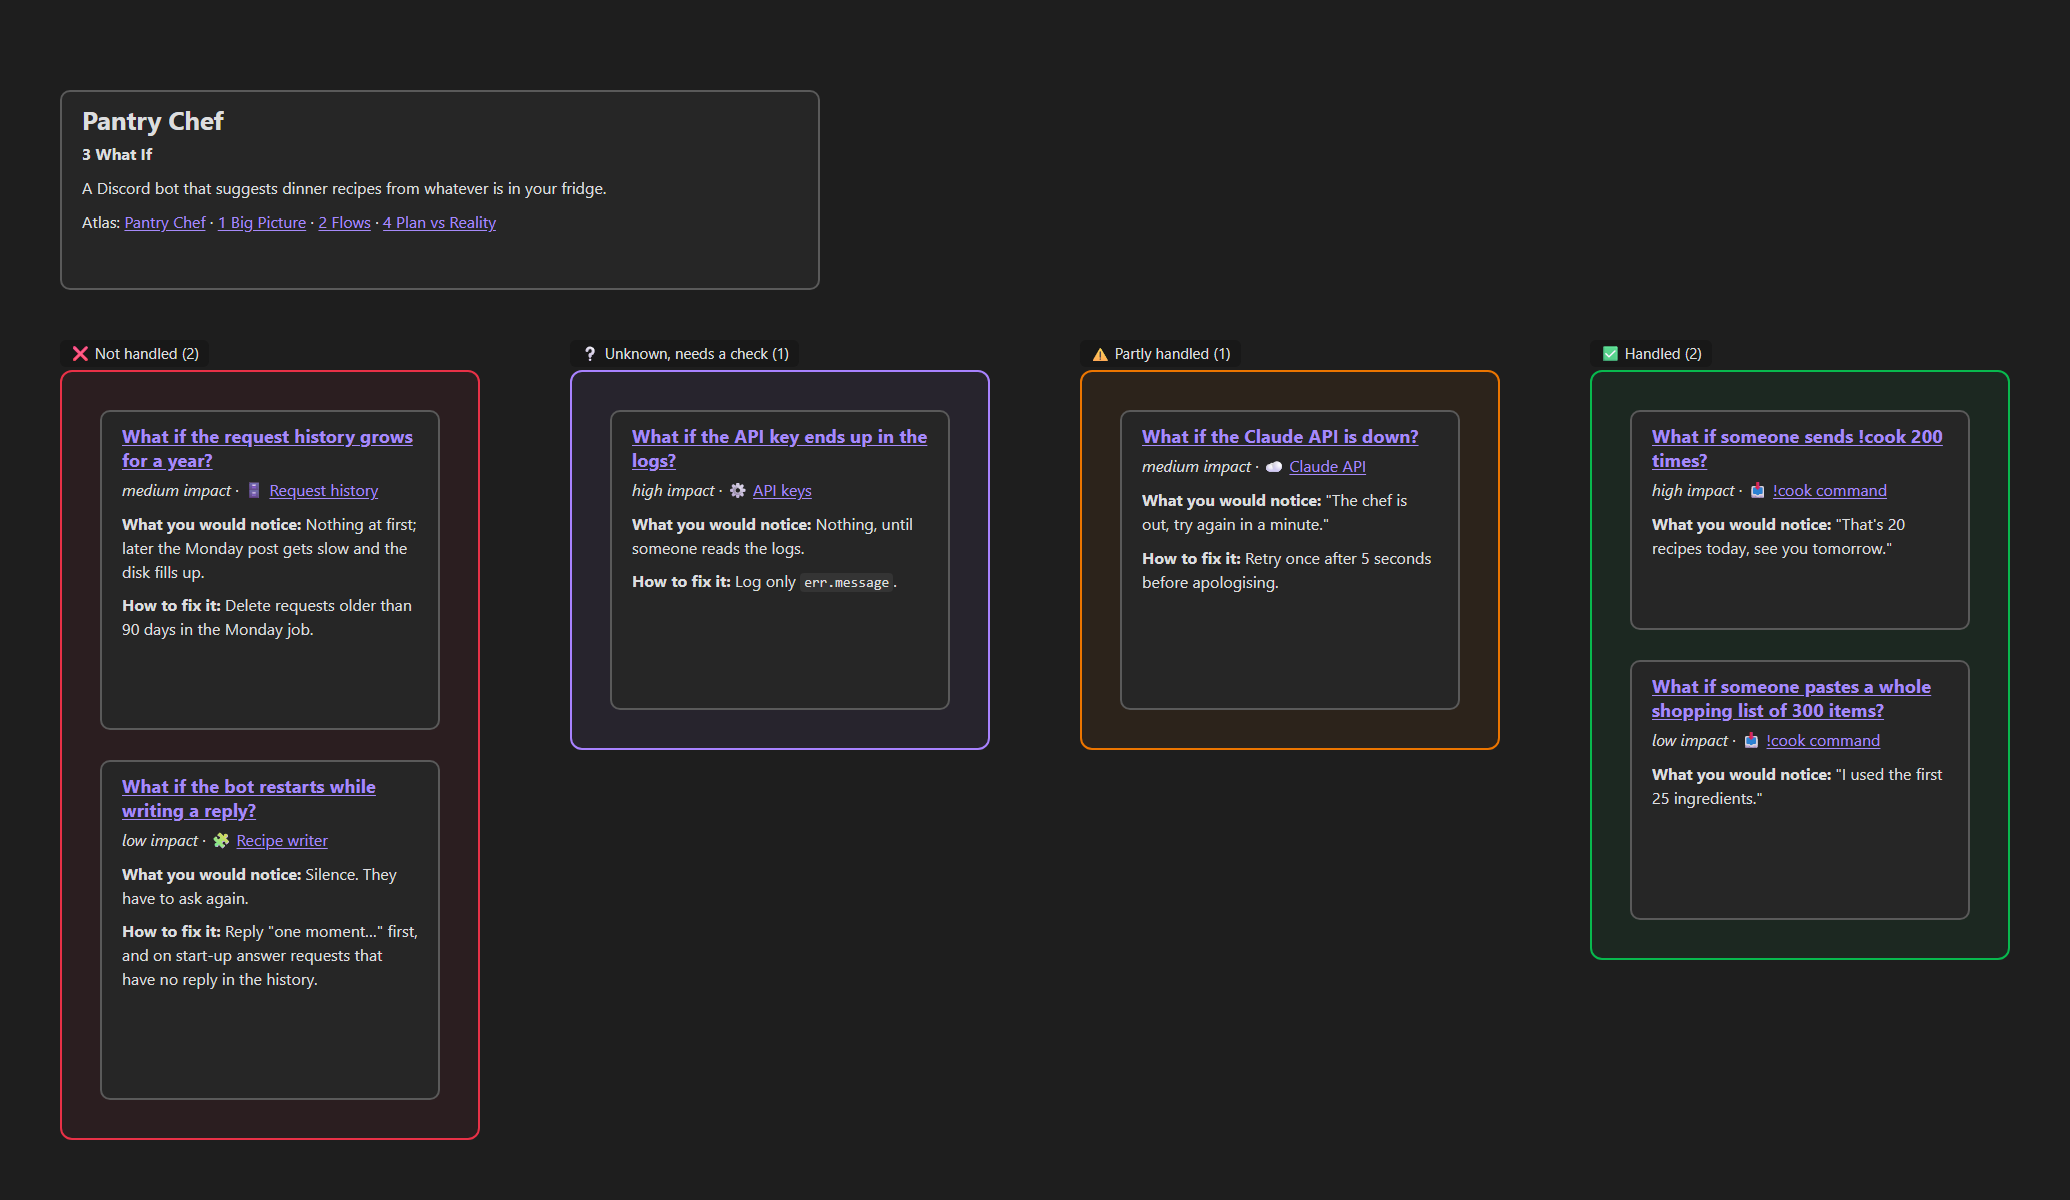 Pantry Chef
3 What If
A Discord bot that suggests dinner recipes from whatever is in your fridge.
Atlas: Pantry Chef · 1 Big Picture · 2 Flows · 4 Plan vs Reality
❌ Not handled (2)
What if the request history grows
for a year?
medium impact · 🗄️ Request history
What you would notice: Nothing at first;
later the Monday post gets slow and the
disk fills up.
How to fix it: Delete requests older than
90 days in the Monday job.
What if the bot restarts while
writing a reply?
low impact · 🧩 Recipe writer
What you would notice: Silence. They
have to ask again.
How to fix it: Reply "one moment..." first,
and on start-up answer requests that
have no reply in the history.
❔ Unknown, needs a check (1)
What if the API key ends up in the
logs?
high impact · ⚙️ API keys
What you would notice: Nothing, until
someone reads the logs.
How to fix it: Log only err.message.
⚠️ Partly handled (1)
What if the Claude API is down?
medium impact · ☁️ Claude API
What you would notice: "The chef is
out, try again in a minute."
How to fix it: Retry once after 5 seconds
before apologising.
✅ Handled (2)
What if someone sends !cook 200
times?
high impact · 📥 !cook command
What you would notice: "That's 20
recipes today, see you tomorrow."
What if someone pastes a whole
shopping list of 300 items?
low impact · 📥 !cook command
What you would notice: "I used the first
25 ingredients."